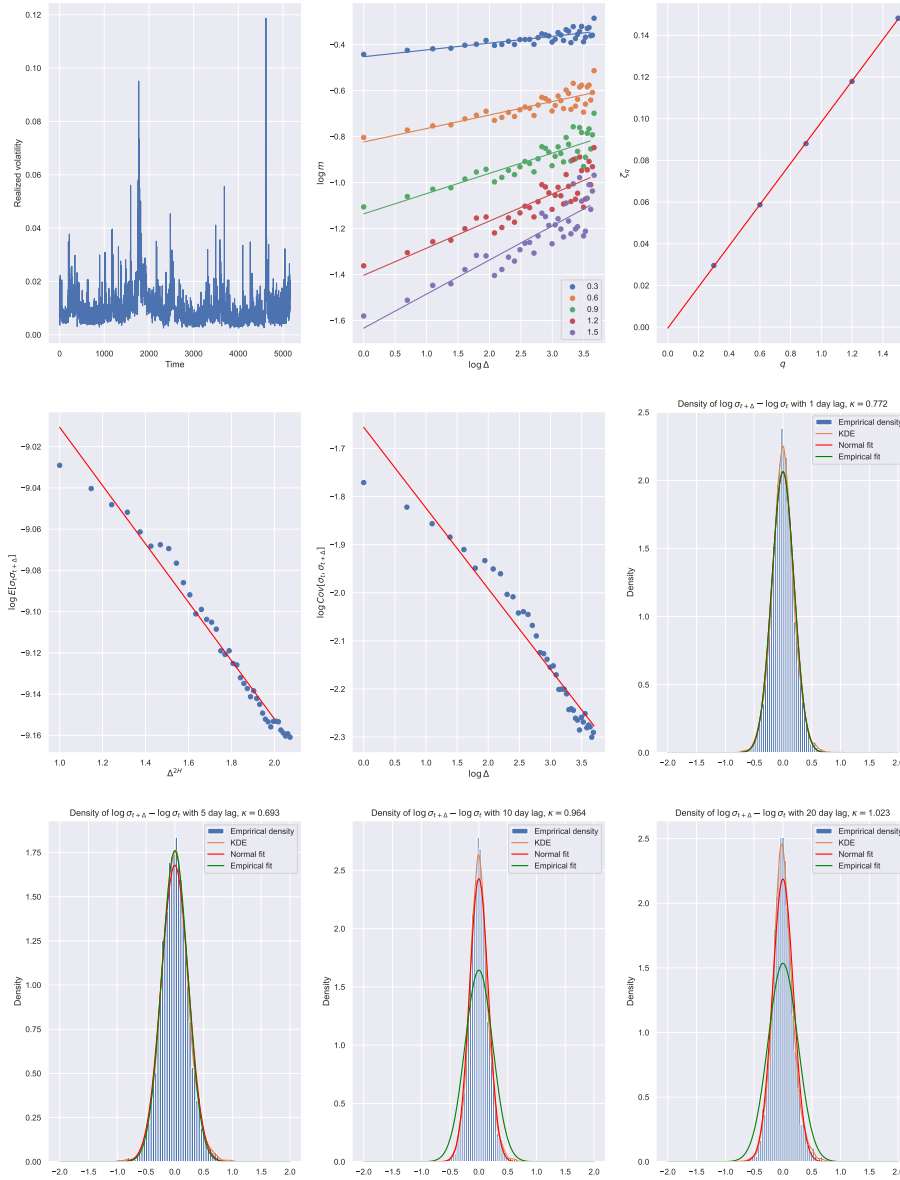 0.12
0.10
0.08
0.06
0.04
0.02
0.00
Realized volatility
0 1000 2000 3000 4000 5000
Time
−0.4
−0.6
−0.8
−1.0
−1.2
−1.4
−1.6
log m
0.3
0.6
0.9
1.2
1.5
0.0 0.5 1.0 1.5 2.0 2.5 3.0 3.5
log Δ
0.14
0.12
0.10
0.08
0.06
0.04
0.02
0.00
ζq
0.0 0.2 0.4 0.6 0.8 1.0 1.2 1.4
q
−9.02
−9.04
−9.06
−9.08
−9.10
−9.12
−9.14
−9.16
log E[σtσt+Δ]
1.0 1.2 1.4 1.6 1.8 2.0
Δ2H
−1.7
−1.8
−1.9
−2.0
−2.1
−2.2
−2.3
log Cov[σt, σt+Δ]
0.0 0.5 1.0 1.5 2.0 2.5 3.0 3.5
log Δ
Density of log σt+Δ − log σt with 1 day lag, κ = 0.772
2.5
2.0
1.5
1.0
0.5
0.0
Density
Emprirical density
KDE
Normal fit
Empirical fit
−2.0 −1.5 −1.0 −0.5 0.0 0.5 1.0 1.5 2.0
Density of log σt+Δ − log σt with 5 day lag, κ = 0.693
1.75
1.50
1.25
1.00
0.75
0.50
0.25
0.00
Density
Emprirical density
KDE
Normal fit
Empirical fit
−2.0 −1.5 −1.0 −0.5 0.0 0.5 1.0 1.5 2.0
Density of log σt+Δ − log σt with 10 day lag, κ = 0.964
2.5
2.0
1.5
1.0
0.5
0.0
Density
Emprirical density
KDE
Normal fit
Empirical fit
−2.0 −1.5 −1.0 −0.5 0.0 0.5 1.0 1.5 2.0
Density of log σt+Δ − log σt with 20 day lag, κ = 1.023
2.5
2.0
1.5
1.0
0.5
0.0
Density
Emprirical density
KDE
Normal fit
Empirical fit
−2.0 −1.5 −1.0 −0.5 0.0 0.5 1.0 1.5 2.0